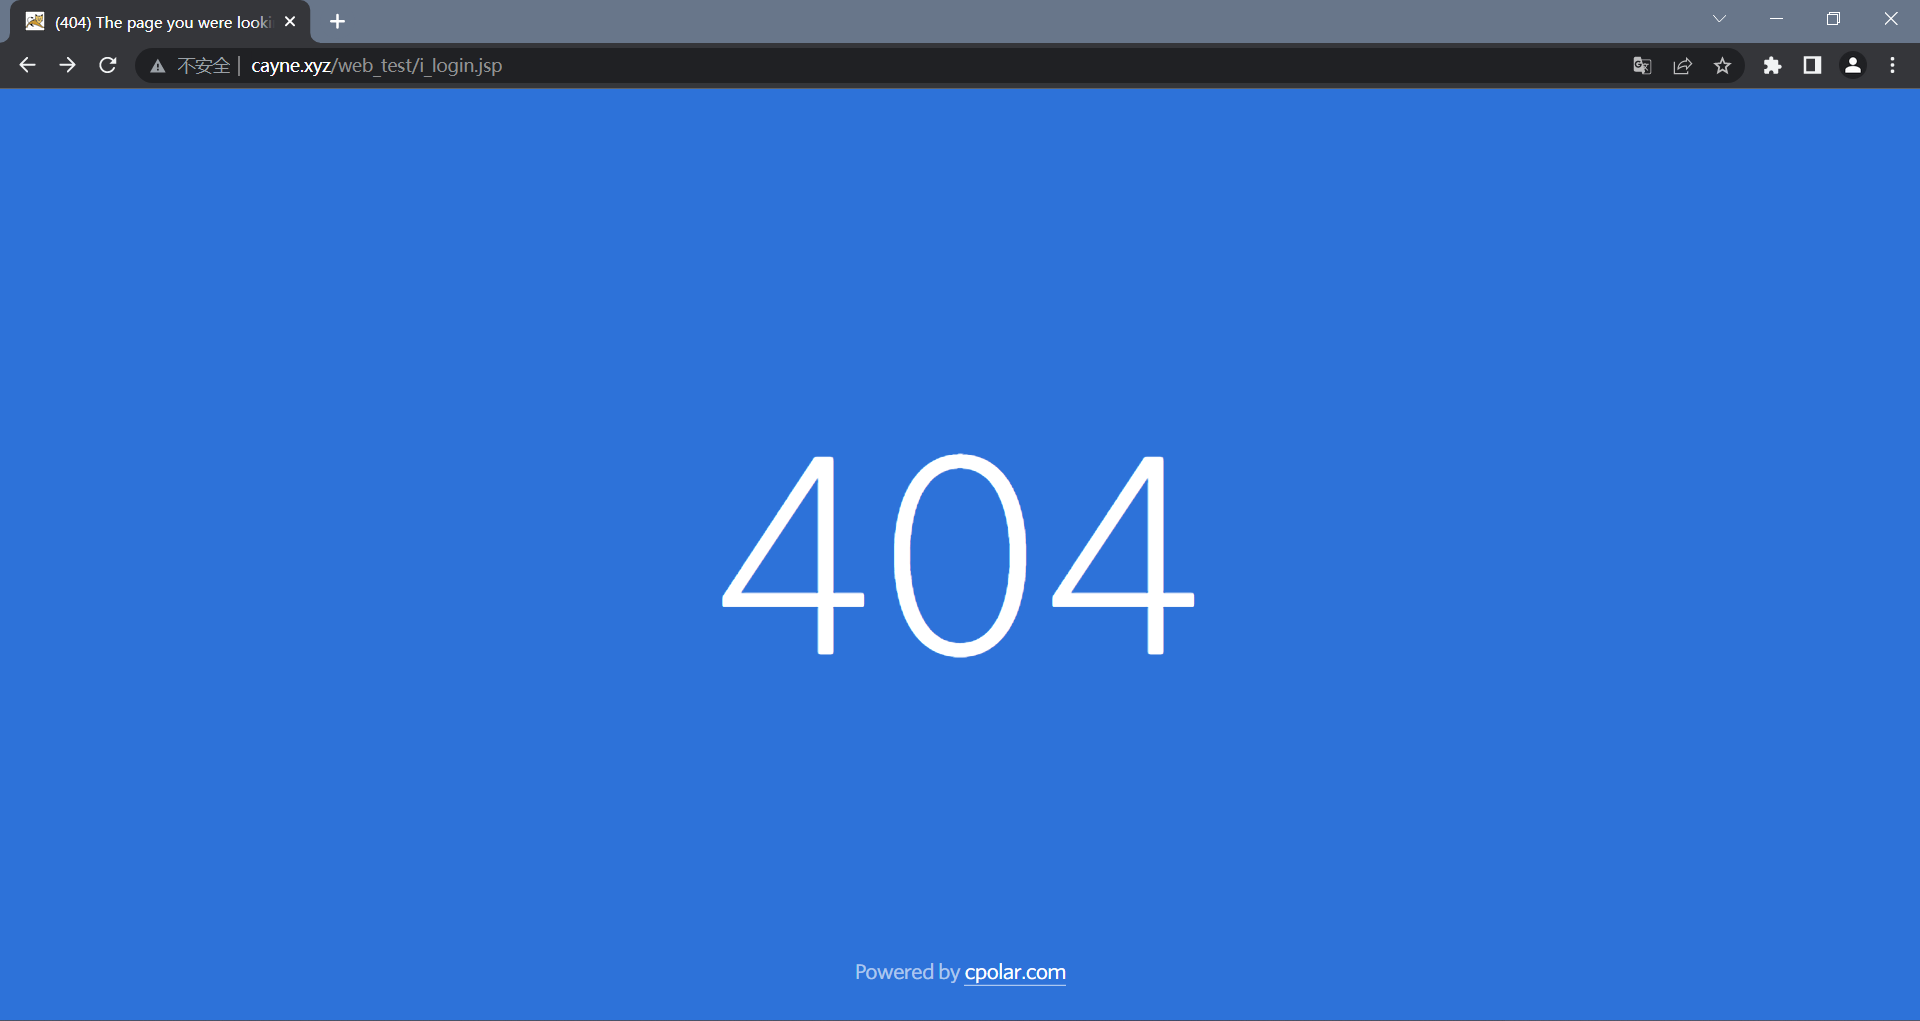 (404) The page you were looki
不安全 | cayne.xyz/web_test/i_login.jsp
404
Powered by cpolar.com